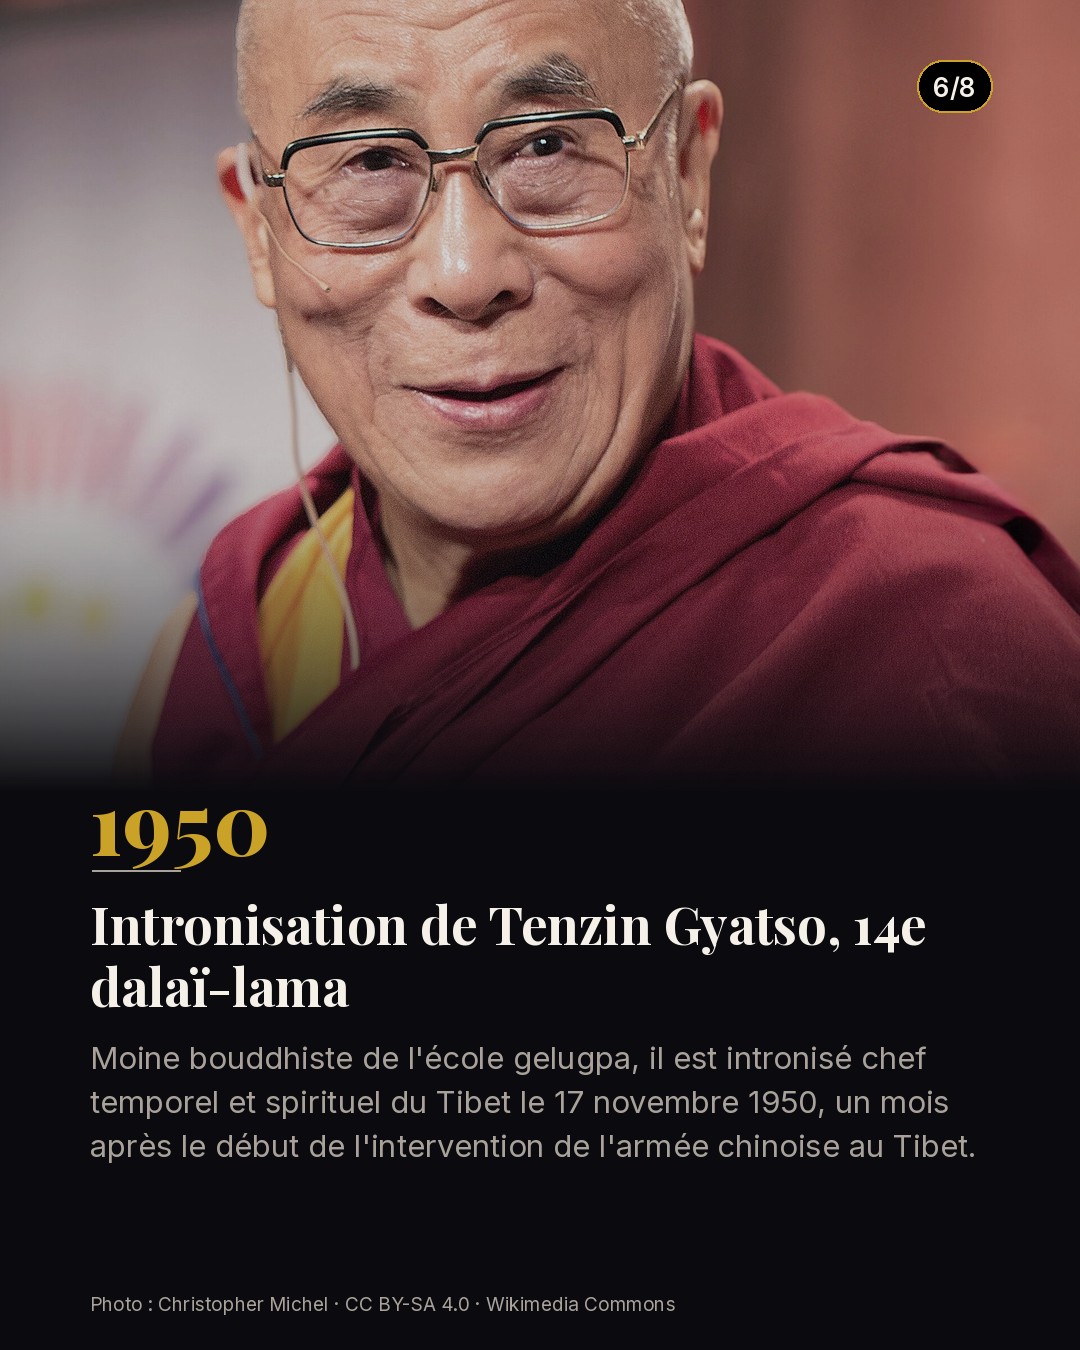 6/8
1950
Intronisation de Tenzin Gyatso, 14e
dalaï-lama
Moine bouddhiste de l'école gelugpa, il est intronisé chef
temporel et spirituel du Tibet le 17 novembre 1950, un mois
après le début de l'intervention de l'armée chinoise au Tibet.
Photo : Christopher Michel · CC BY-SA 4.0 · Wikimedia Commons